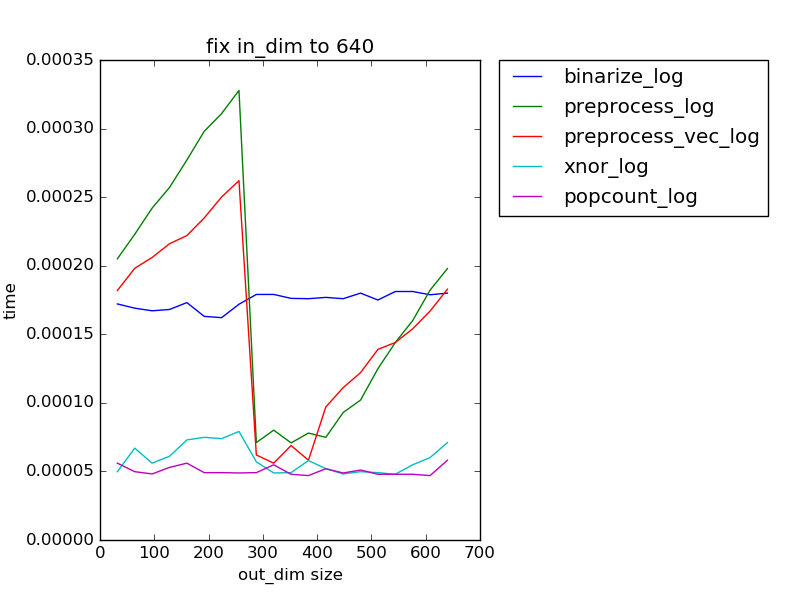 fix in_dim to 640
0.00035
0.00030
0.00025
0.00020
0.00015
0.00010
0.00005
0.00000
time
0 100 200 300 400 500 600 700
out_dim size
binarize_log
preprocess_log
preprocess_vec_log
xnor_log
popcount_log